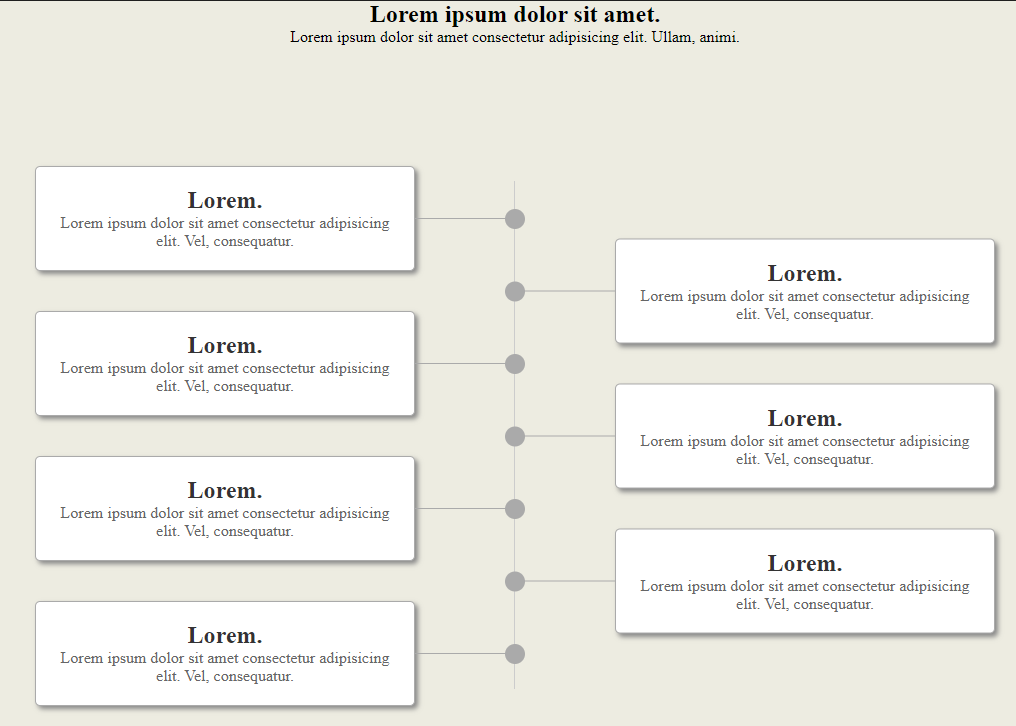 Lorem ipsum dolor sit amet.
Lorem ipsum dolor sit amet consectetur adipisicing elit. Ullam, animi.
Lorem.
Lorem ipsum dolor sit amet consectetur adipisicing
elit. Vel, consequatur.
Lorem.
Lorem ipsum dolor sit amet consectetur adipisicing
elit. Vel, consequatur.
Lorem.
Lorem ipsum dolor sit amet consectetur adipisicing
elit. Vel, consequatur.
Lorem.
Lorem ipsum dolor sit amet consectetur adipisicing
elit. Vel, consequatur.
Lorem.
Lorem ipsum dolor sit amet consectetur adipisicing
elit. Vel, consequatur.
Lorem.
Lorem ipsum dolor sit amet consectetur adipisicing
elit. Vel, consequatur.
Lorem.
Lorem ipsum dolor sit amet consectetur adipisicing
elit. Vel, consequatur.